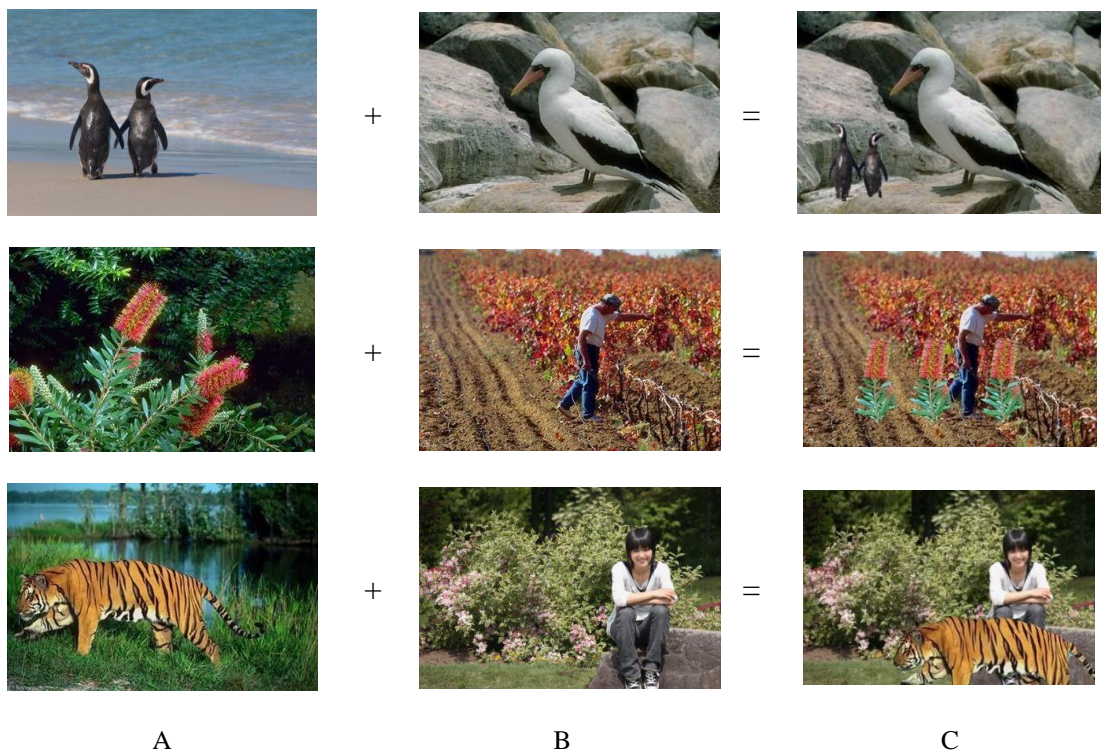 + =
+ =
+ =
A B C